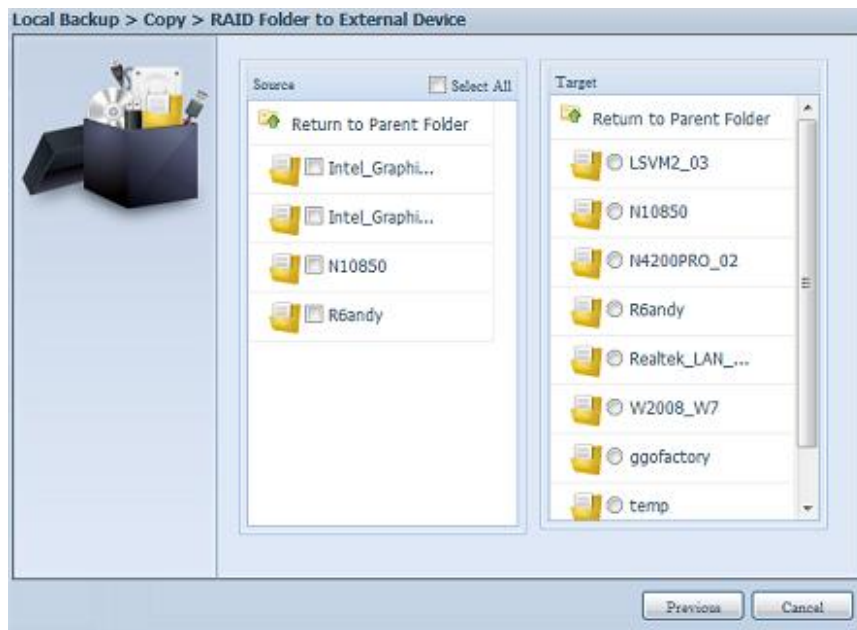 Local Backup > Copy > RAID Folder to External Device
Source
Select All
Return to Parent Folder
Intel_Graphi...
Intel_Graphi...
N10850
R6andy
Target
Return to Parent Folder
LSVM2_03
N10850
N4200PRO_02
R6andy
Realtek_LAN_...
W2008_W7
ggofactory
temp
Previous
Cancel